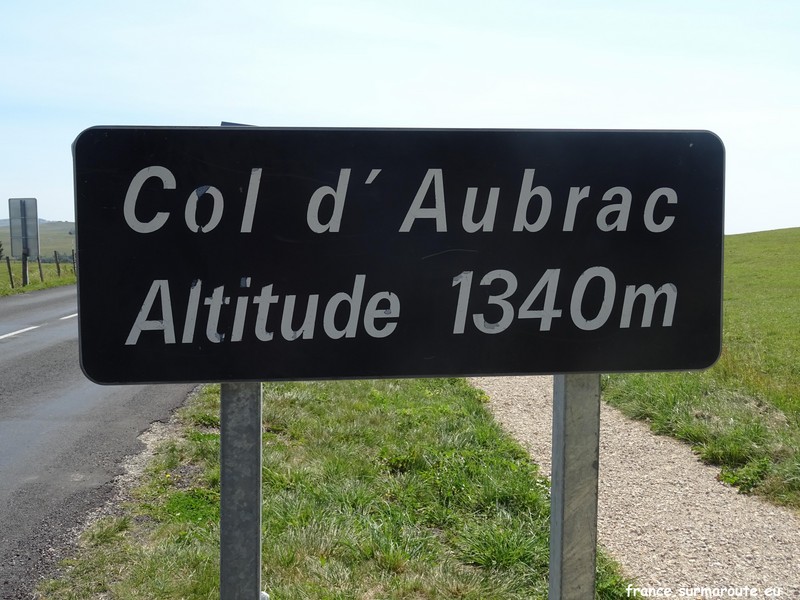 Col d' Aubrac
Altitude 1340m
france.surmaroute.eu